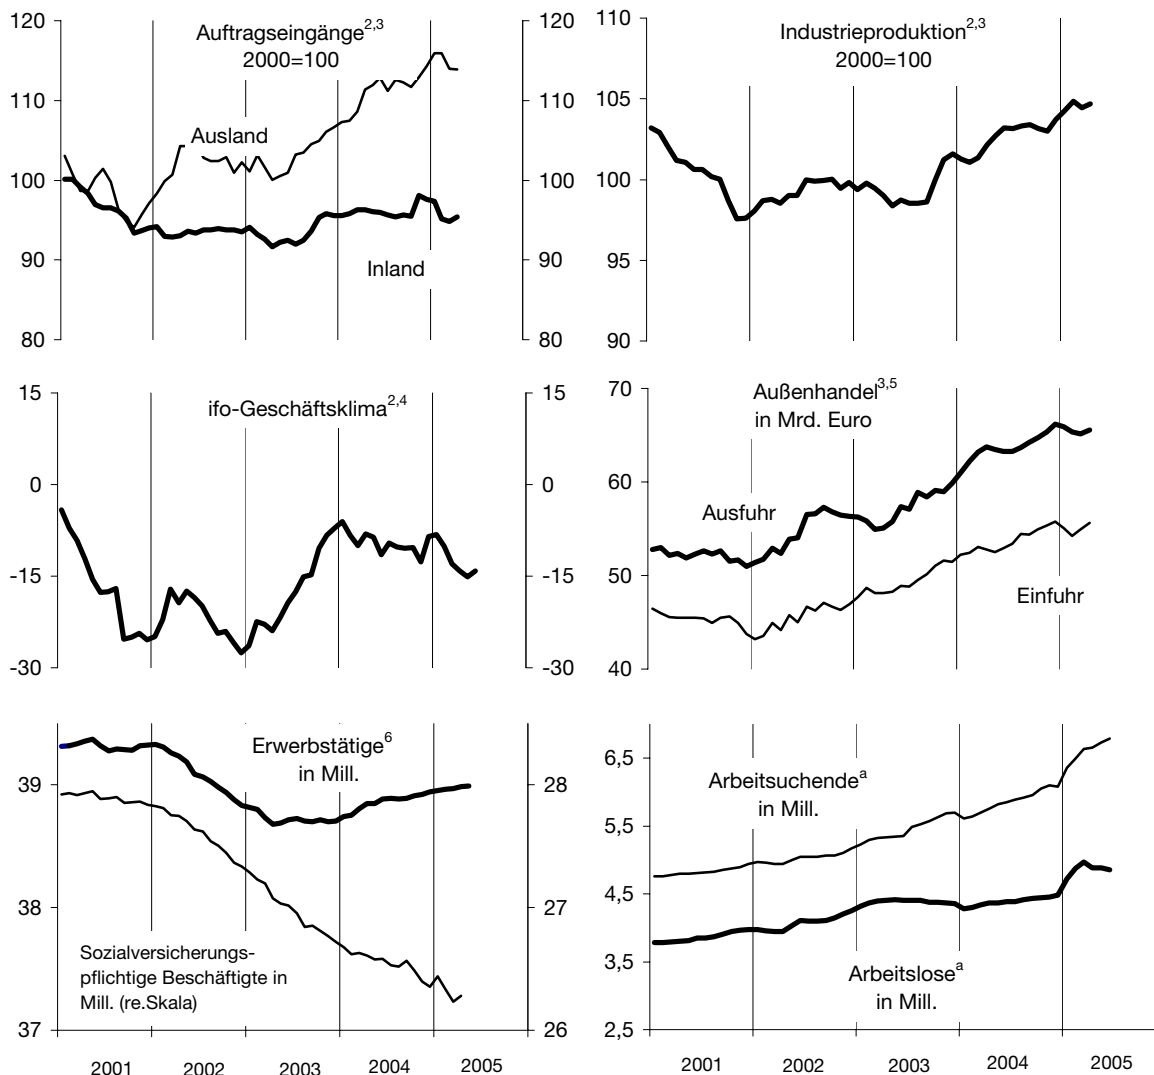 Auftragseingänge2,3
2000=100
120
110
100
90
80
120
110
100
90
80
Ausland
Inland
Industrieproduktion2,3
2000=100
110
105
100
95
90
ifo-Geschäftsklima2,4
15
0
-15
-30
15
0
-15
-30
Außenhandel3,5
in Mrd. Euro
70
60
50
40
Ausfuhr
Einfuhr
Erwerbstätige6
in Mill.
39
38
37
28
27
26
Sozialversicherungs-
pflichtige Beschäftigte in
Mill. (re.Skala)
2001 2002 2003 2004 2005
6,5
5,5
4,5
3,5
2,5
Arbeitsuchendea
in Mill.
Arbeitslosea
in Mill.
2001 2002 2003 2004 2005